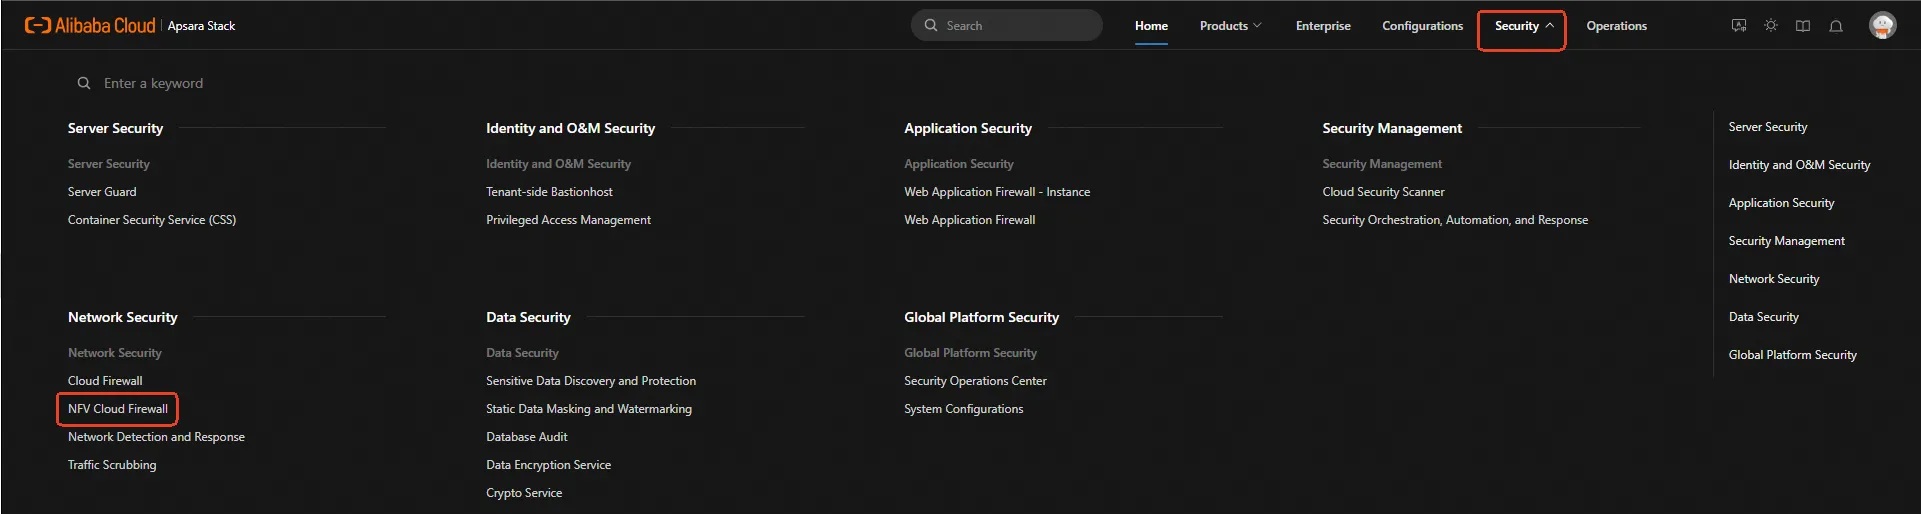 Alibaba Cloud | Apsara Stack
Search
Home
Products
Enterprise
Configurations
Security
Operations
Enter a keyword
Server Security
Server Security
Server Guard
Container Security Service (CSS)
Identity and O&M Security
Identity and O&M Security
Tenant-side Bastionhost
Privileged Access Management
Application Security
Application Security
Web Application Firewall - Instance
Web Application Firewall
Security Management
Security Management
Cloud Security Scanner
Security Orchestration, Automation, and Response
Network Security
Network Security
Cloud Firewall
NFV Cloud Firewall
Network Detection and Response
Traffic Scrubbing
Data Security
Data Security
Sensitive Data Discovery and Protection
Static Data Masking and Watermarking
Database Audit
Data Encryption Service
Crypto Service
Global Platform Security
Global Platform Security
Security Operations Center
System Configurations
Server Security
Identity and O&M Security
Application Security
Security Management
Network Security
Data Security
Global Platform Security